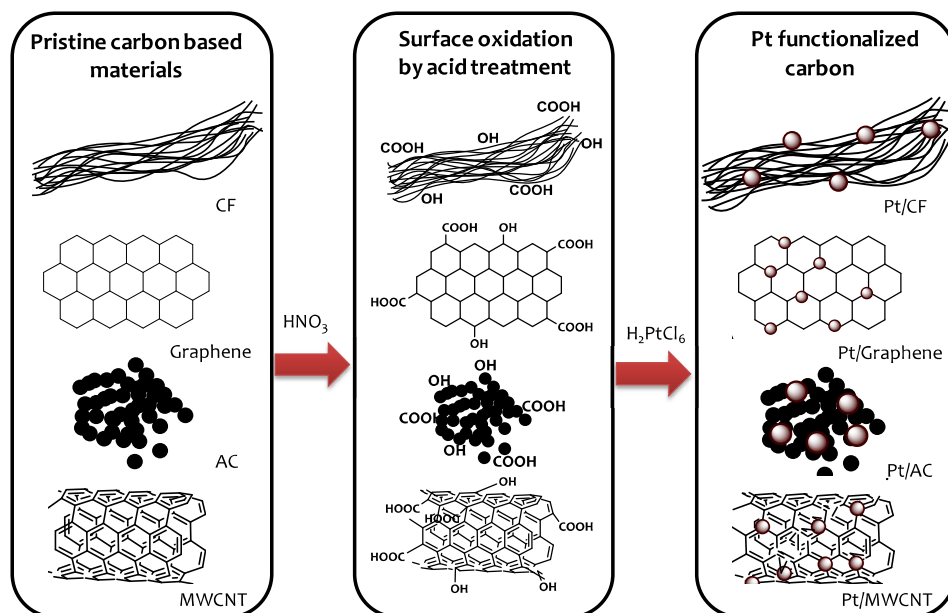 Pristine carbon based
materials
CF
Graphene
AC
MWCNT
HNO3
Surface oxidation
by acid treatment
COOH
OH
COOH
OH
OH
COOH
COOH
OH
COOH
HOOC
COOH
OH
OH
OH
COOH
COOH
OH
COOH
OH
HOOC
HOOC
COOH
HOOC
OH
OH
H2PtCl6
Pt functionalized
carbon
Pt/CF
Pt/Graphene
Pt/AC
Pt/MWCNT